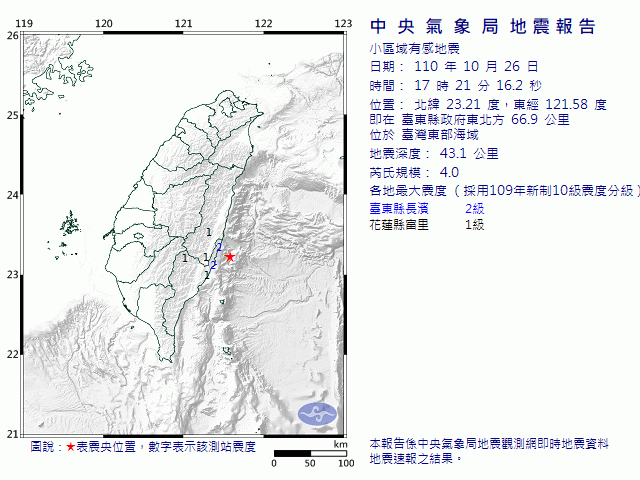 中央氣象局地震報告
小區域有感地震
日期： 110 年 10 月 26 日
時間： 17 時 21 分 16.2 秒
位置： 北緯 23.21 度，東經 121.58 度
即在 臺東縣政府東北方 66.9 公里
位於 臺灣東部海域
地震深度： 43.1 公里
芮氏規模： 4.0
各地最大震度（採用109年新制10級震度分級）
臺東縣長濱 2級
花蓮縣富里 1級
119 120 121 122 123
26
25
24
23
22
21
119 120 121 122 123
1
2
1
1
2
1
圖說：★表震央位置，數字表示該測站震度
km
0 50 100
本報告係中央氣象局地震觀測網即時地震資料
地震速報之結果。